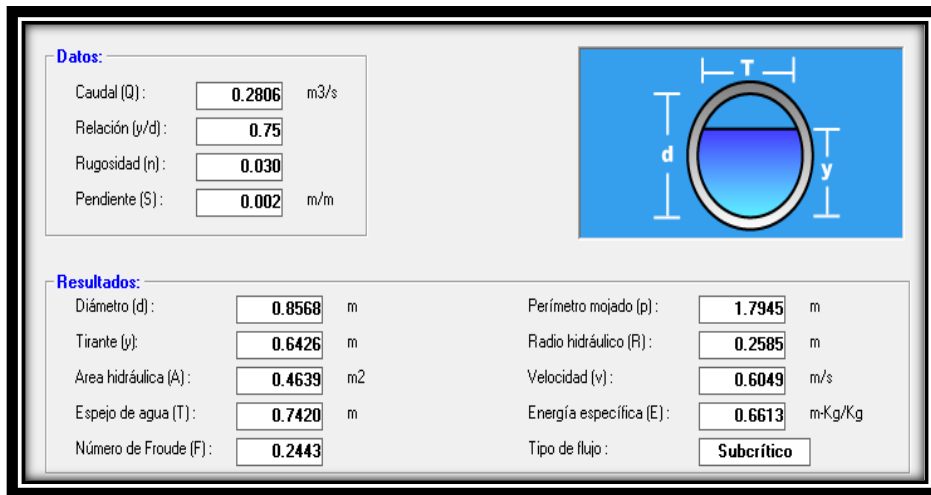 Datos:
Caudal (Q) : 0.2806 m3/s
Relación (y/d) : 0.75
Rugosidad (n) : 0.030
Pendiente (S) : 0.002 m/m
T
d
y
Resultados:
Diámetro (d) : 0.8568 m
Perímetro mojado (p) : 1.7945 m
Tirante (y): 0.6426 m
Radio hidráulico (R) : 0.2585 m
Area hidráulica (A) : 0.4639 m2
Velocidad (v) : 0.6049 m/s
Espejo de agua (T) : 0.7420 m
Energía específica (E) : 0.6613 m-Kg/Kg
Número de Froude (F) : 0.2443
Tipo de flujo : Subcrítico